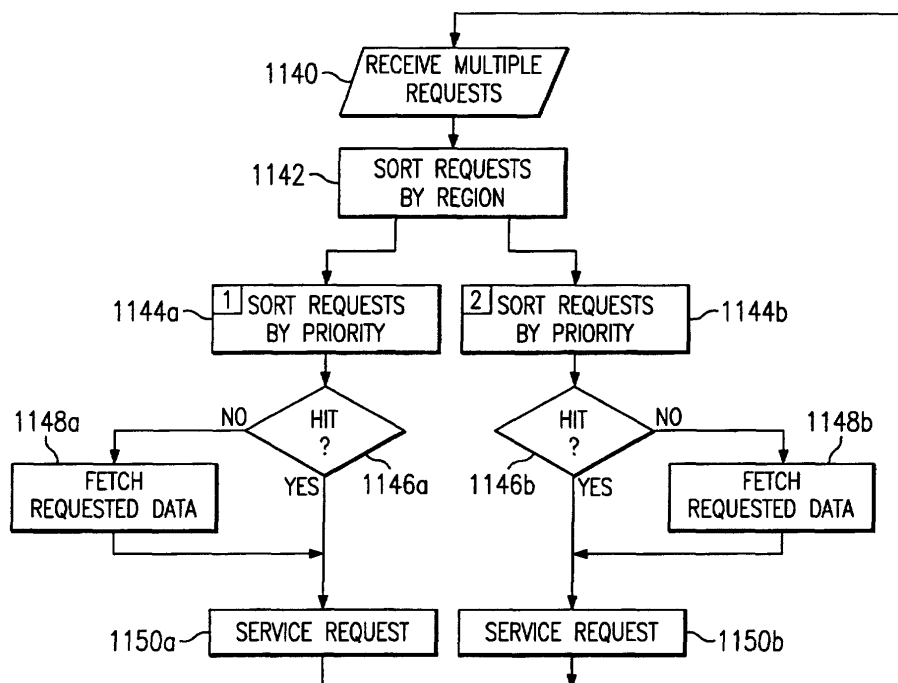 1140
RECEIVE MULTIPLE
REQUESTS
1142
SORT REQUESTS
BY REGION
1144a
1 SORT REQUESTS
BY PRIORITY
2 SORT REQUESTS
BY PRIORITY
1144b
HIT
?
NO
YES
1146a
HIT
?
NO
YES
1146b
1148a
FETCH
REQUESTED DATA
1148b
FETCH
REQUESTED DATA
1150a
SERVICE REQUEST
SERVICE REQUEST
1150b